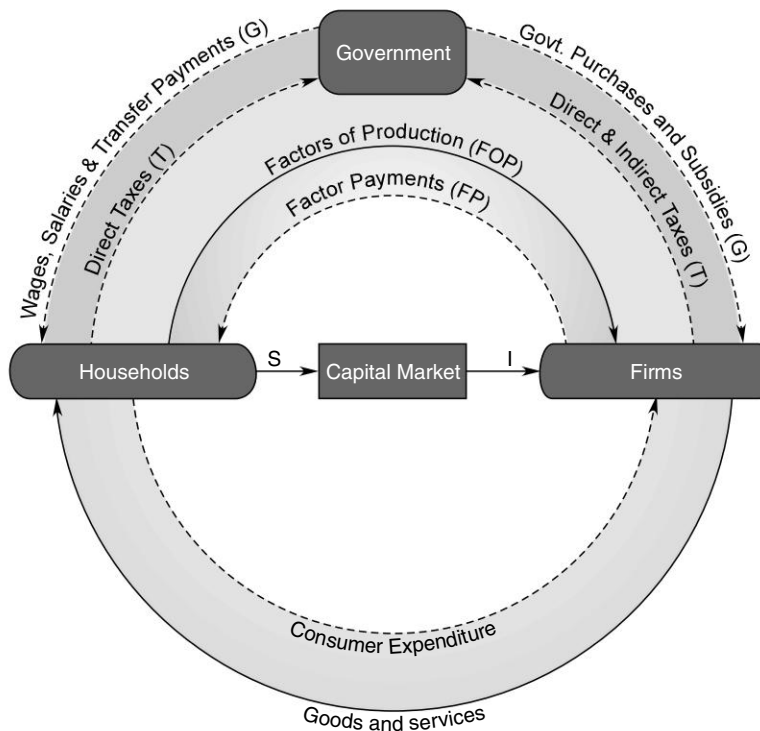 Government
Wages, Salaries & Transfer Payments (G)
Direct Taxes (T)
Govt. Purchases and Subsidies (G)
Direct & Indirect Taxes (T)
Factors of Production (FOP)
Factor Payments (FP)
Households
S
Capital Market
I
Firms
Consumer Expenditure
Goods and services